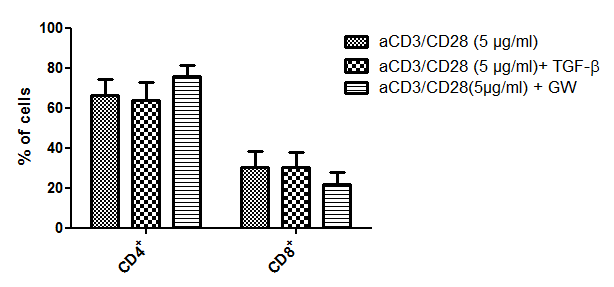 100
80
60
40
20
0
% of cells
CD4+
CD8+
aCD3/CD28 (5 µg/ml)
aCD3/CD28 (5 µg/ml)+ TGF-β
aCD3/CD28(5µg/ml) + GW